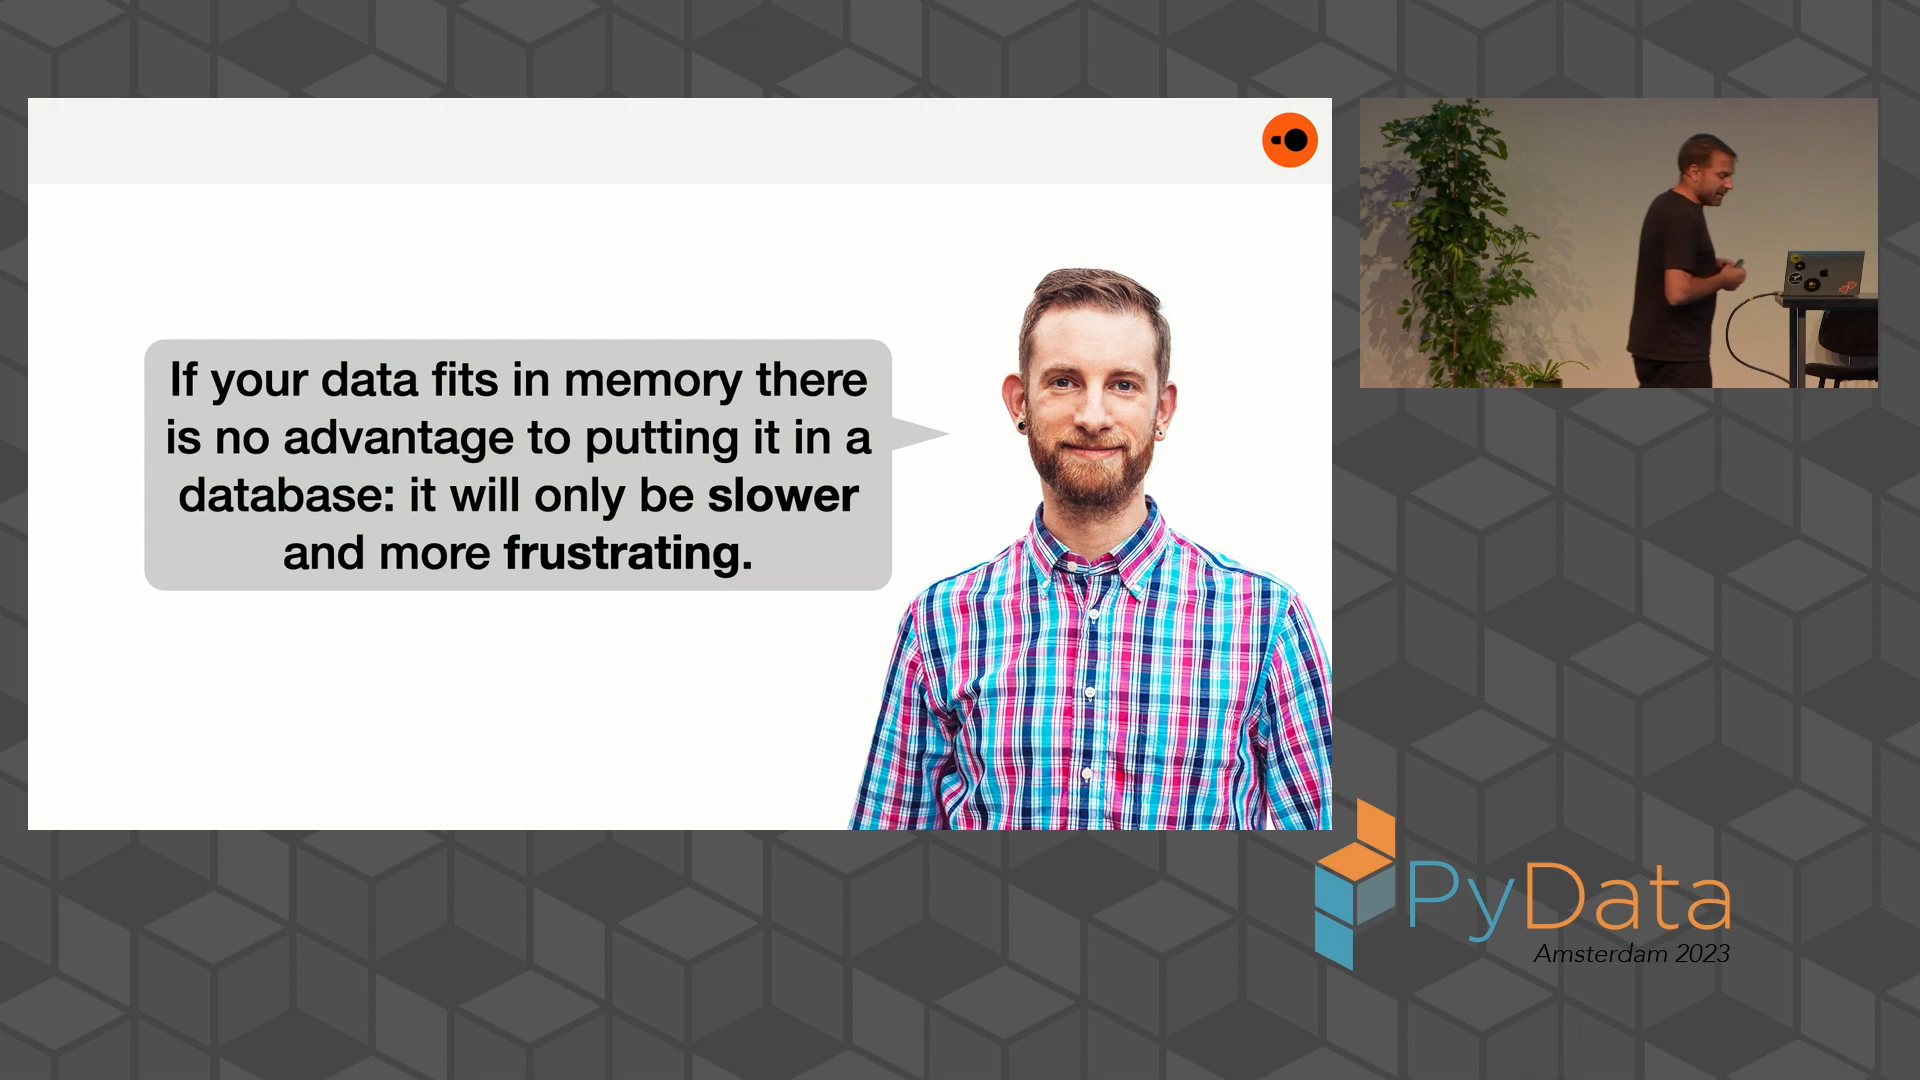 If your data fits in memory there
is no advantage to putting it in a
database: it will only be slower
and more frustrating.
PyData
Amsterdam 2023